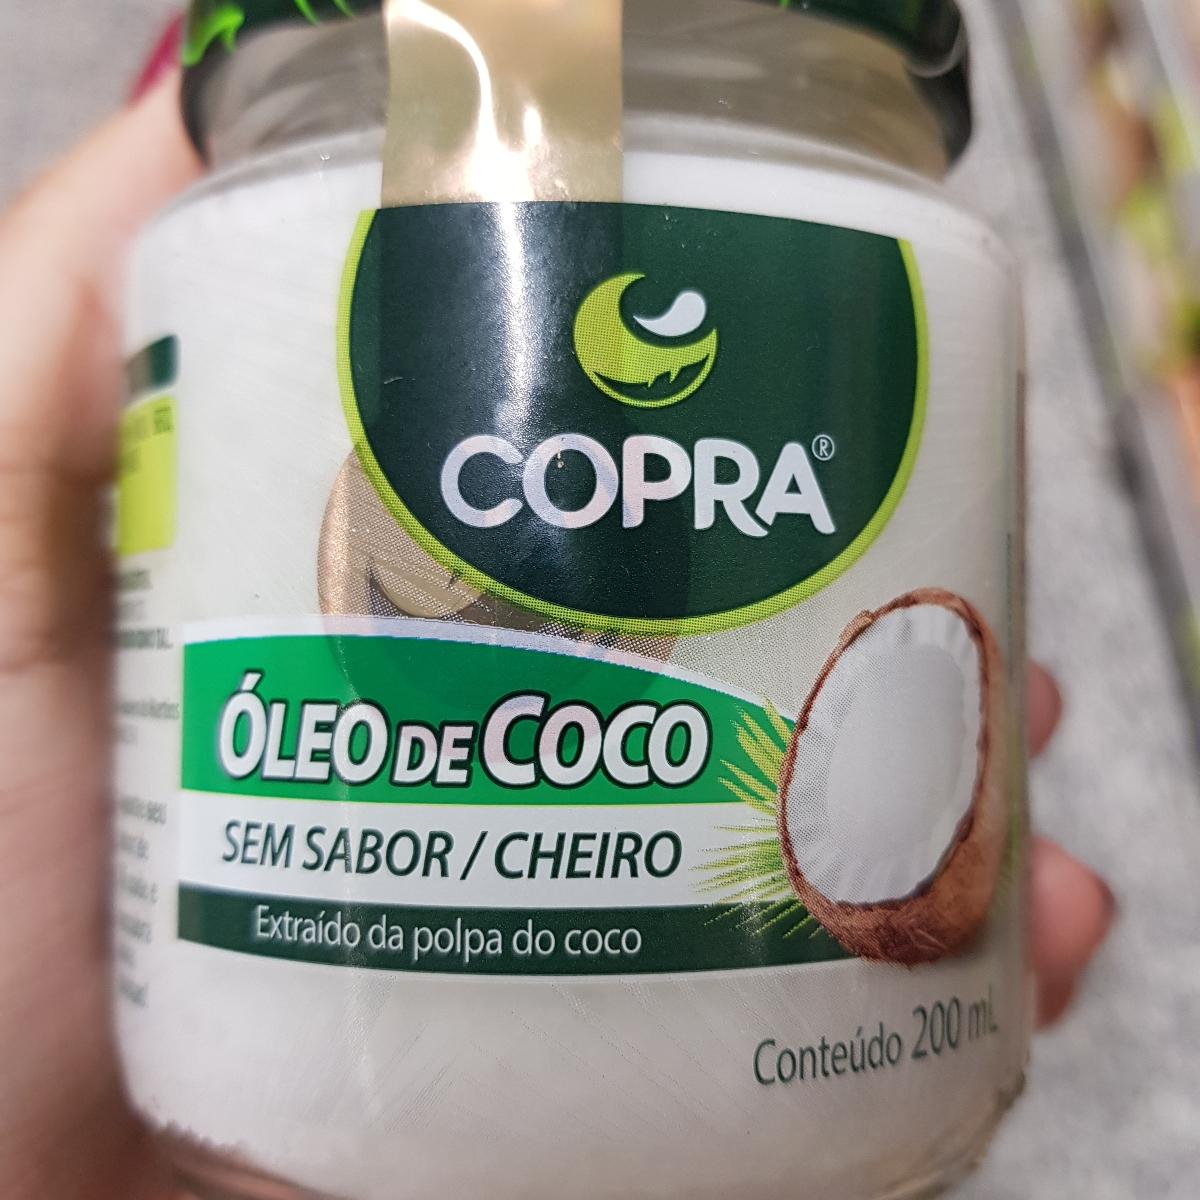 COPRA®
ÓLEO DE COCO
SEM SABOR / CHEIRO
Extraído da polpa do coco
Conteúdo 200 mL